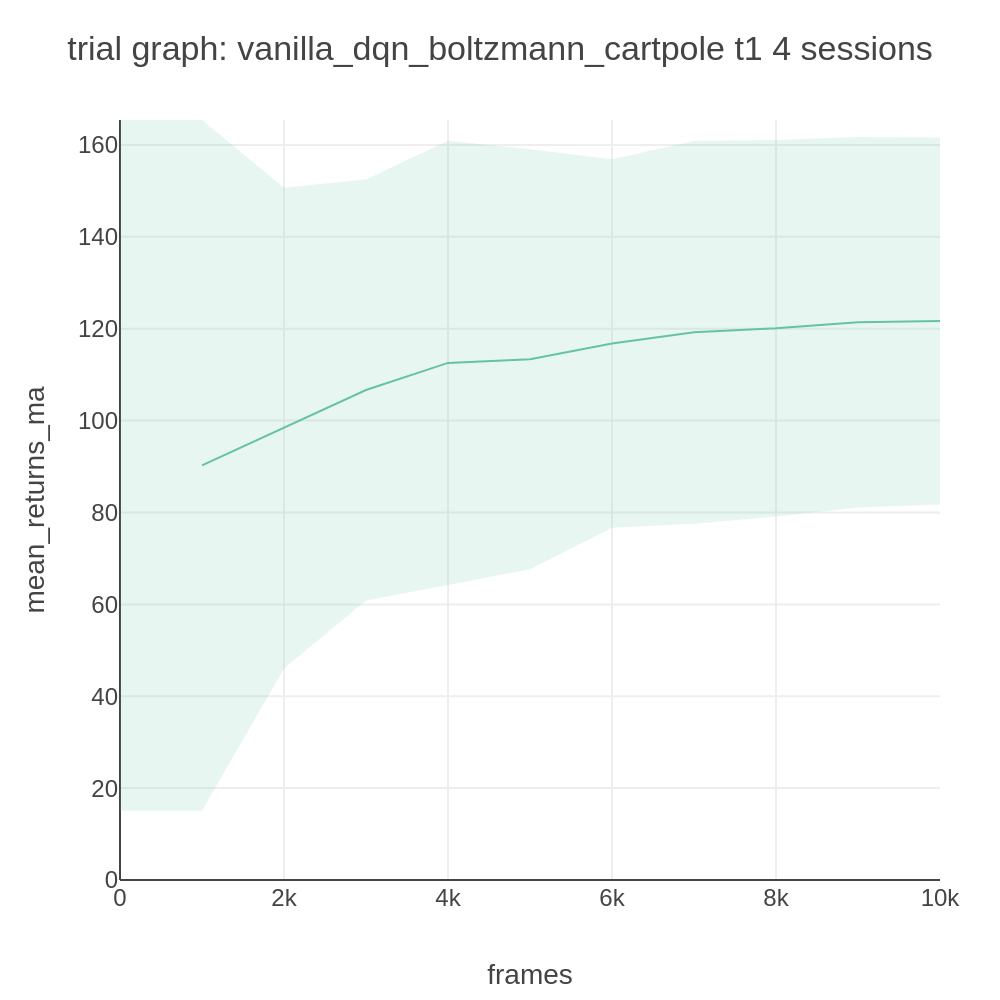 trial graph: vanilla_dqn_boltzmann_cartpole t1 4 sessions
160
140
120
100
80
60
40
20
0
mean_returns_ma
0 2k 4k 6k 8k 10k
frames